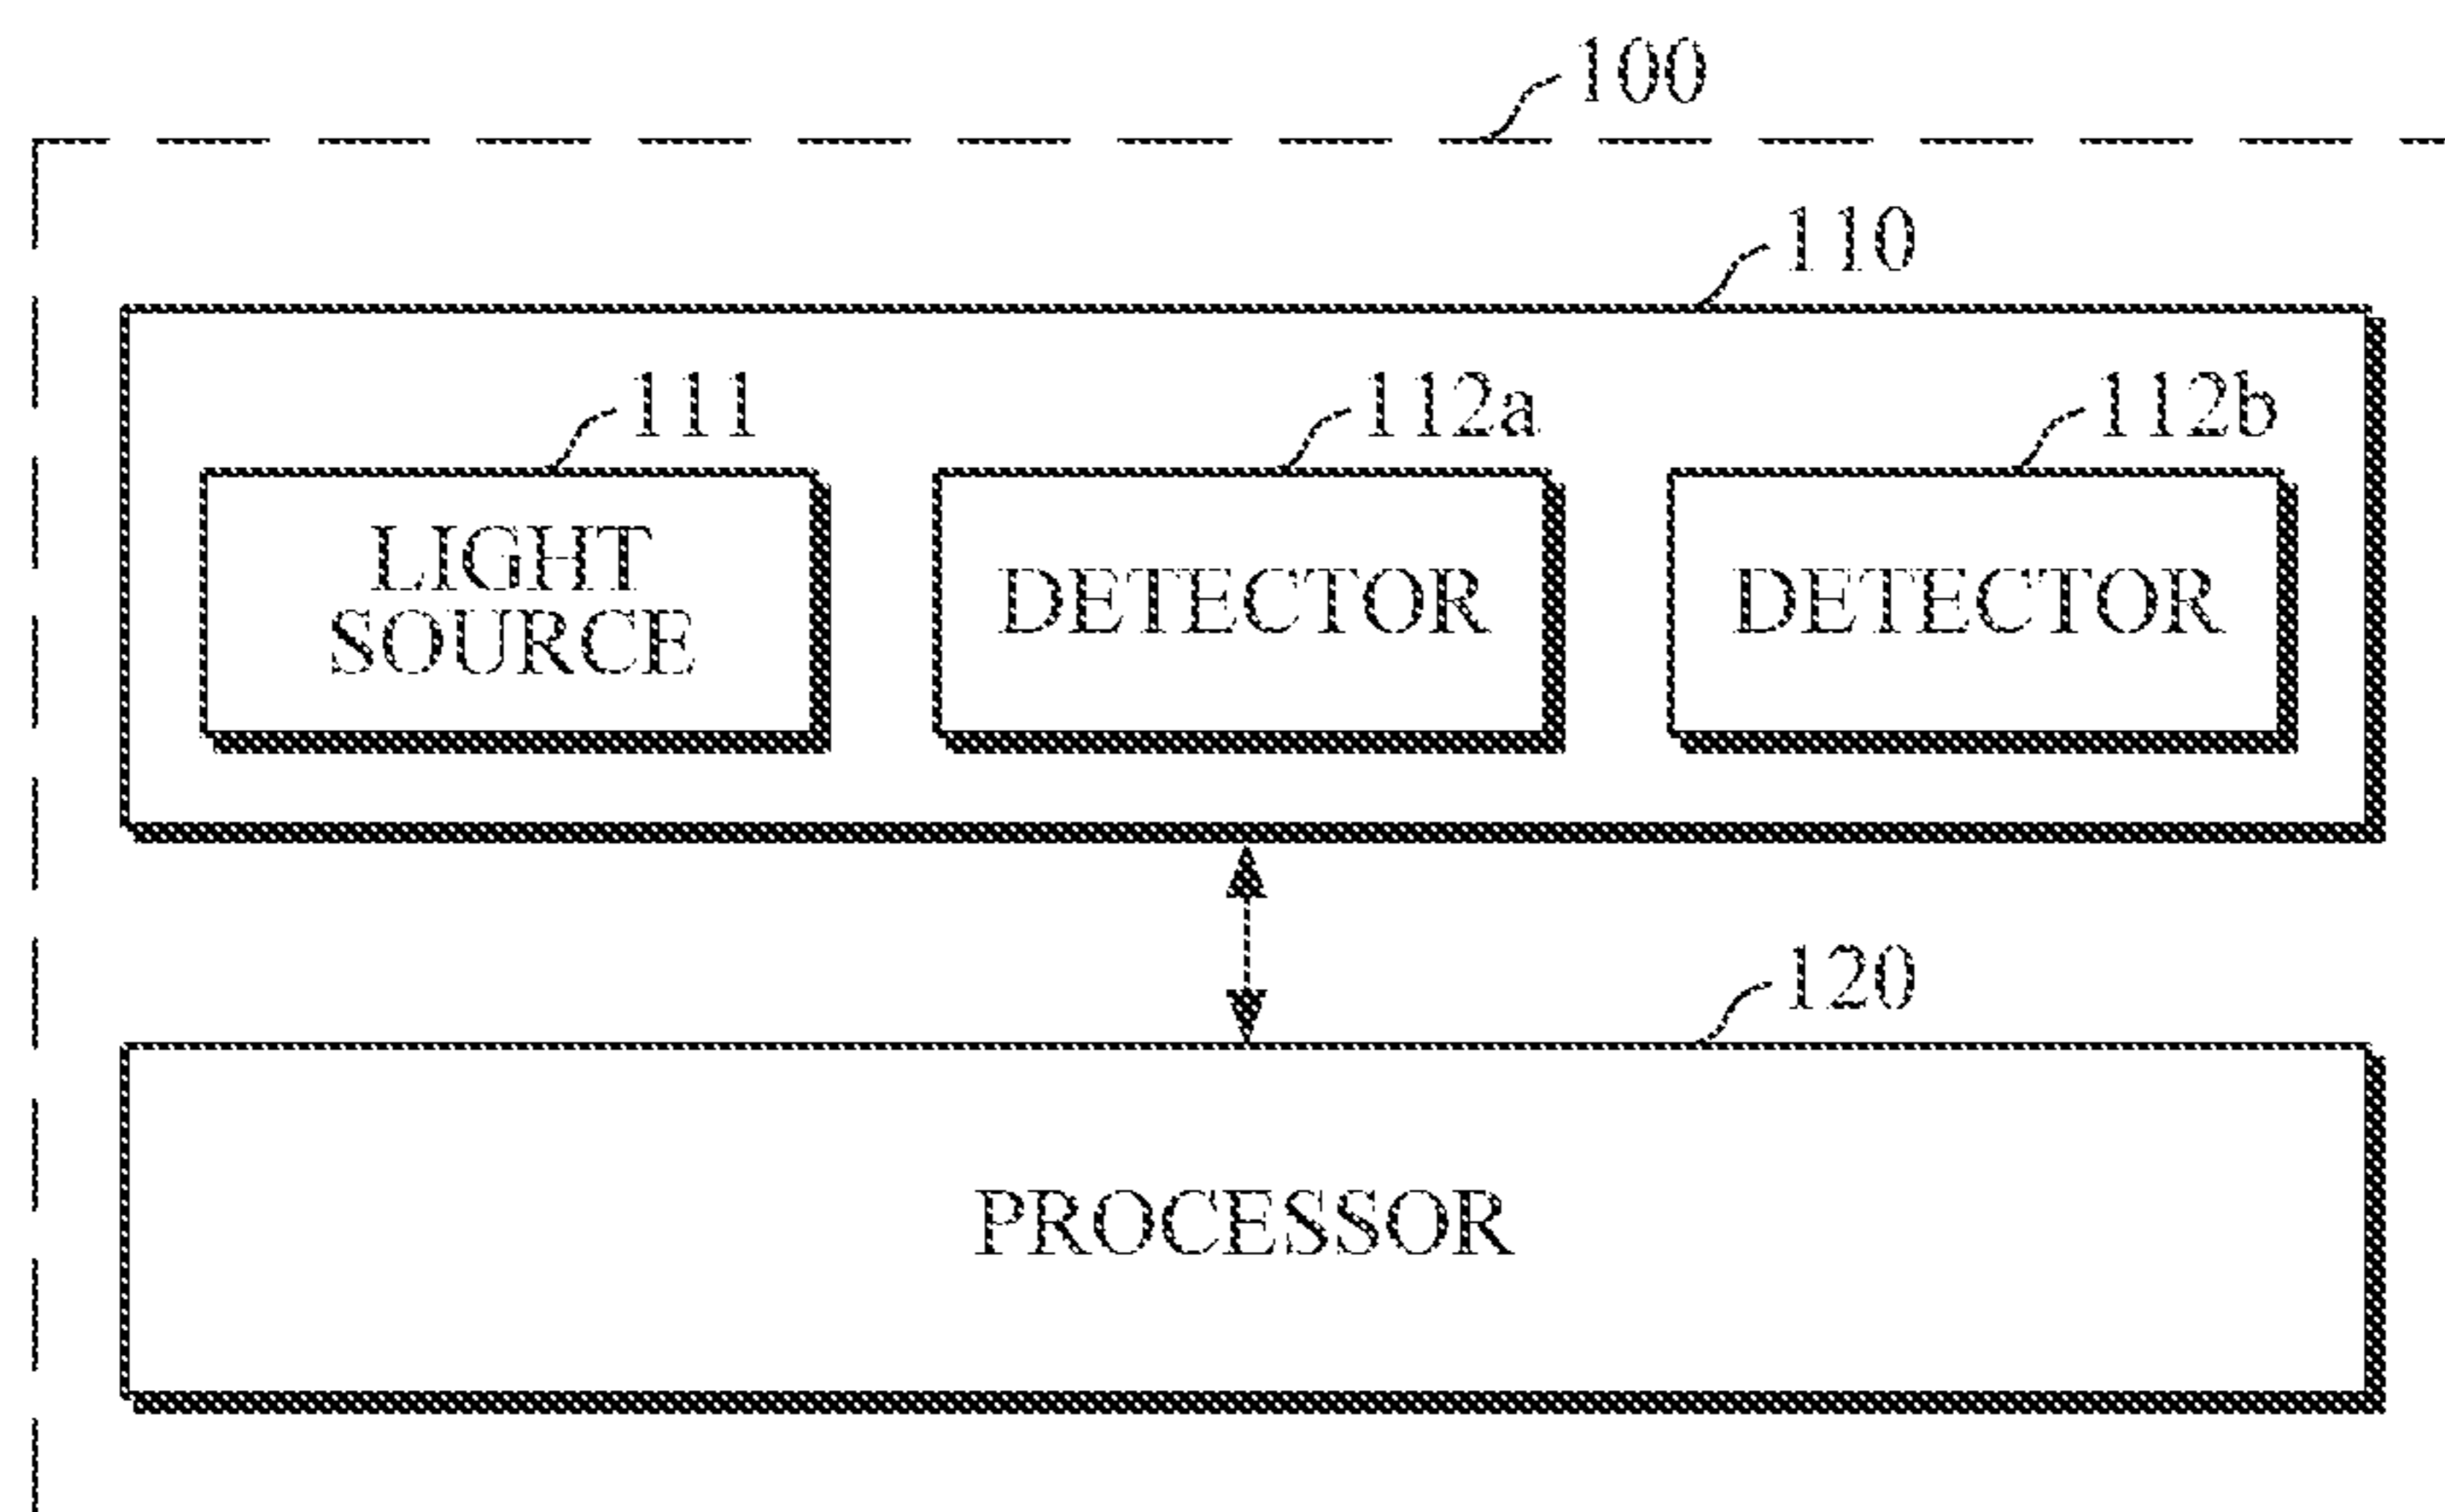 100
110
111
112a
112b
LIGHT
SOURCE
DETECTOR
DETECTOR
120
PROCESSOR